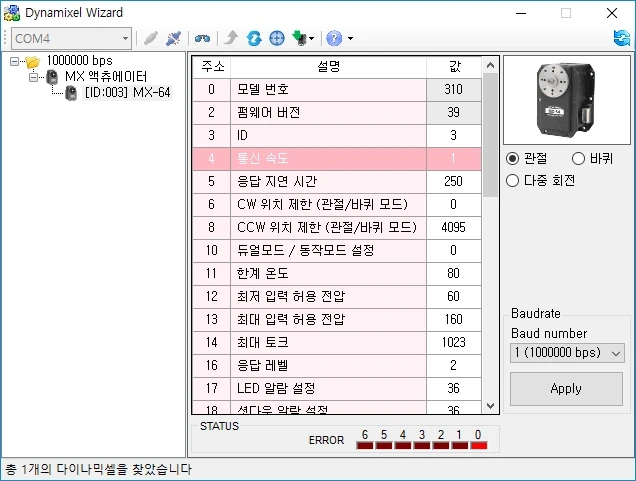 Dynamixel Wizard
COM4
1000000 bps
MX 액츄에이터
[ID:003] MX-64
주소 설명 값
0 모델 번호 310
2 펌웨어 버전 39
3 ID 3
4 통신 속도 1
5 응답 지연 시간 250
6 CW 위치 제한 (관절/바퀴 모드) 0
8 CCW 위치 제한 (관절/바퀴 모드) 4095
10 듀얼모드 / 동작모드 설정 0
11 한계 온도 80
12 최저 입력 허용 전압 60
13 최대 입력 허용 전압 160
14 최대 토크 1023
16 응답 레벨 2
17 LED 알람 설정 36
18 셧다운 알람 설정 36
관절 바퀴
다중 회전
Baudrate
Baud number
1 (1000000 bps)
Apply
STATUS
ERROR 6 5 4 3 2 1 0
총 1개의 다이나믹셀을 찾았습니다